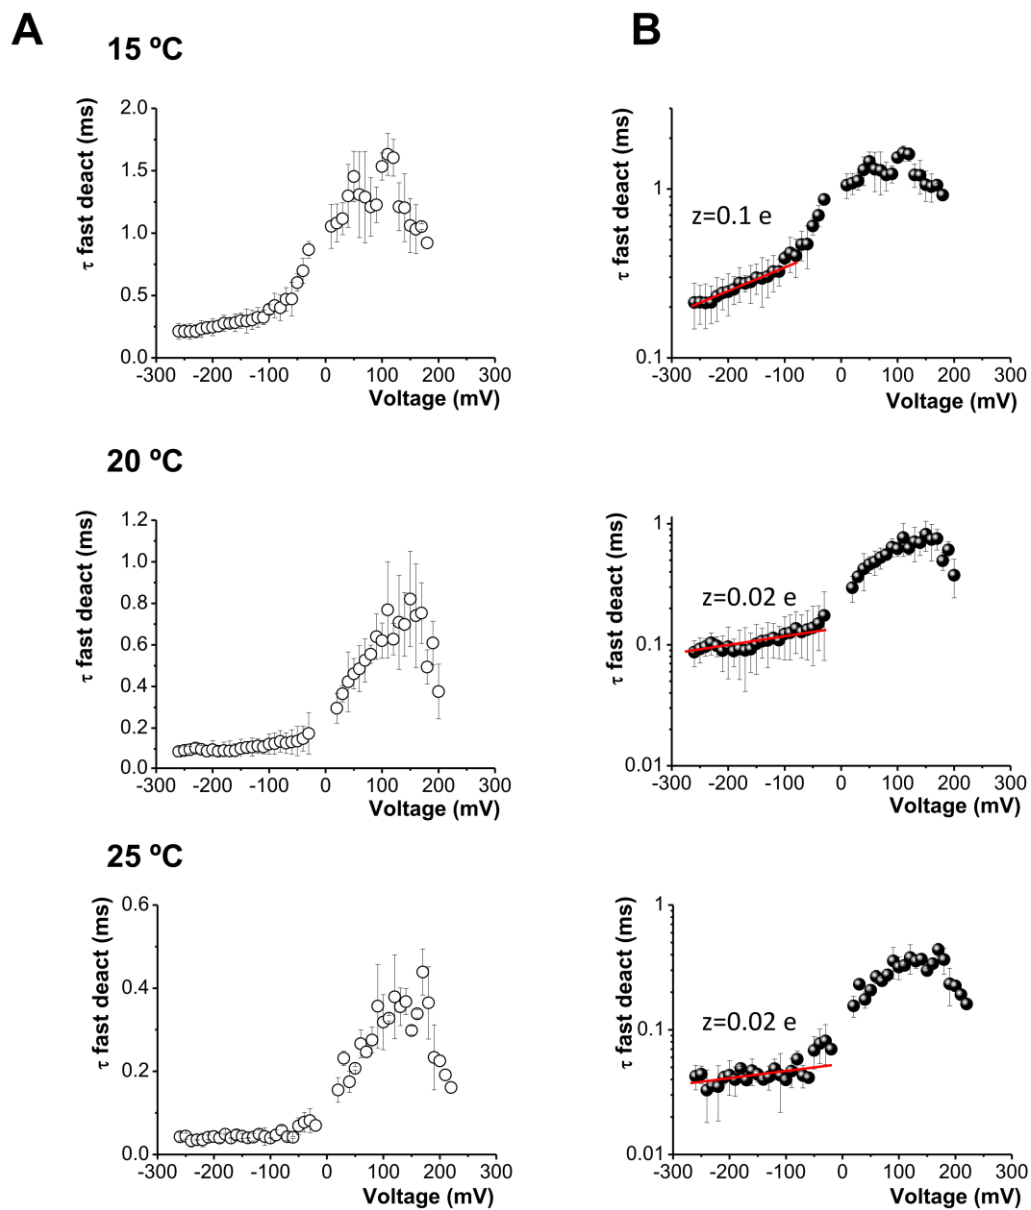 A
B
15 ºC
τ fast deact (ms)
2.0
1.5
1.0
0.5
0.0
-300 -200 -100 0 100 200 300
Voltage (mV)
τ fast deact (ms)
1
0.1
z=0.1 e
-300 -200 -100 0 100 200 300
Voltage (mV)
20 ºC
τ fast deact (ms)
1.2
1.0
0.8
0.6
0.4
0.2
0.0
-300 -200 -100 0 100 200 300
Voltage (mV)
τ fast deact (ms)
1
0.1
0.01
z=0.02 e
-300 -200 -100 0 100 200 300
Voltage (mV)
25 ºC
τ fast deact (ms)
0.6
0.4
0.2
0.0
-300 -200 -100 0 100 200 300
Voltage (mV)
τ fast deact (ms)
1
0.1
0.01
z=0.02 e
-300 -200 -100 0 100 200 300
Voltage (mV)